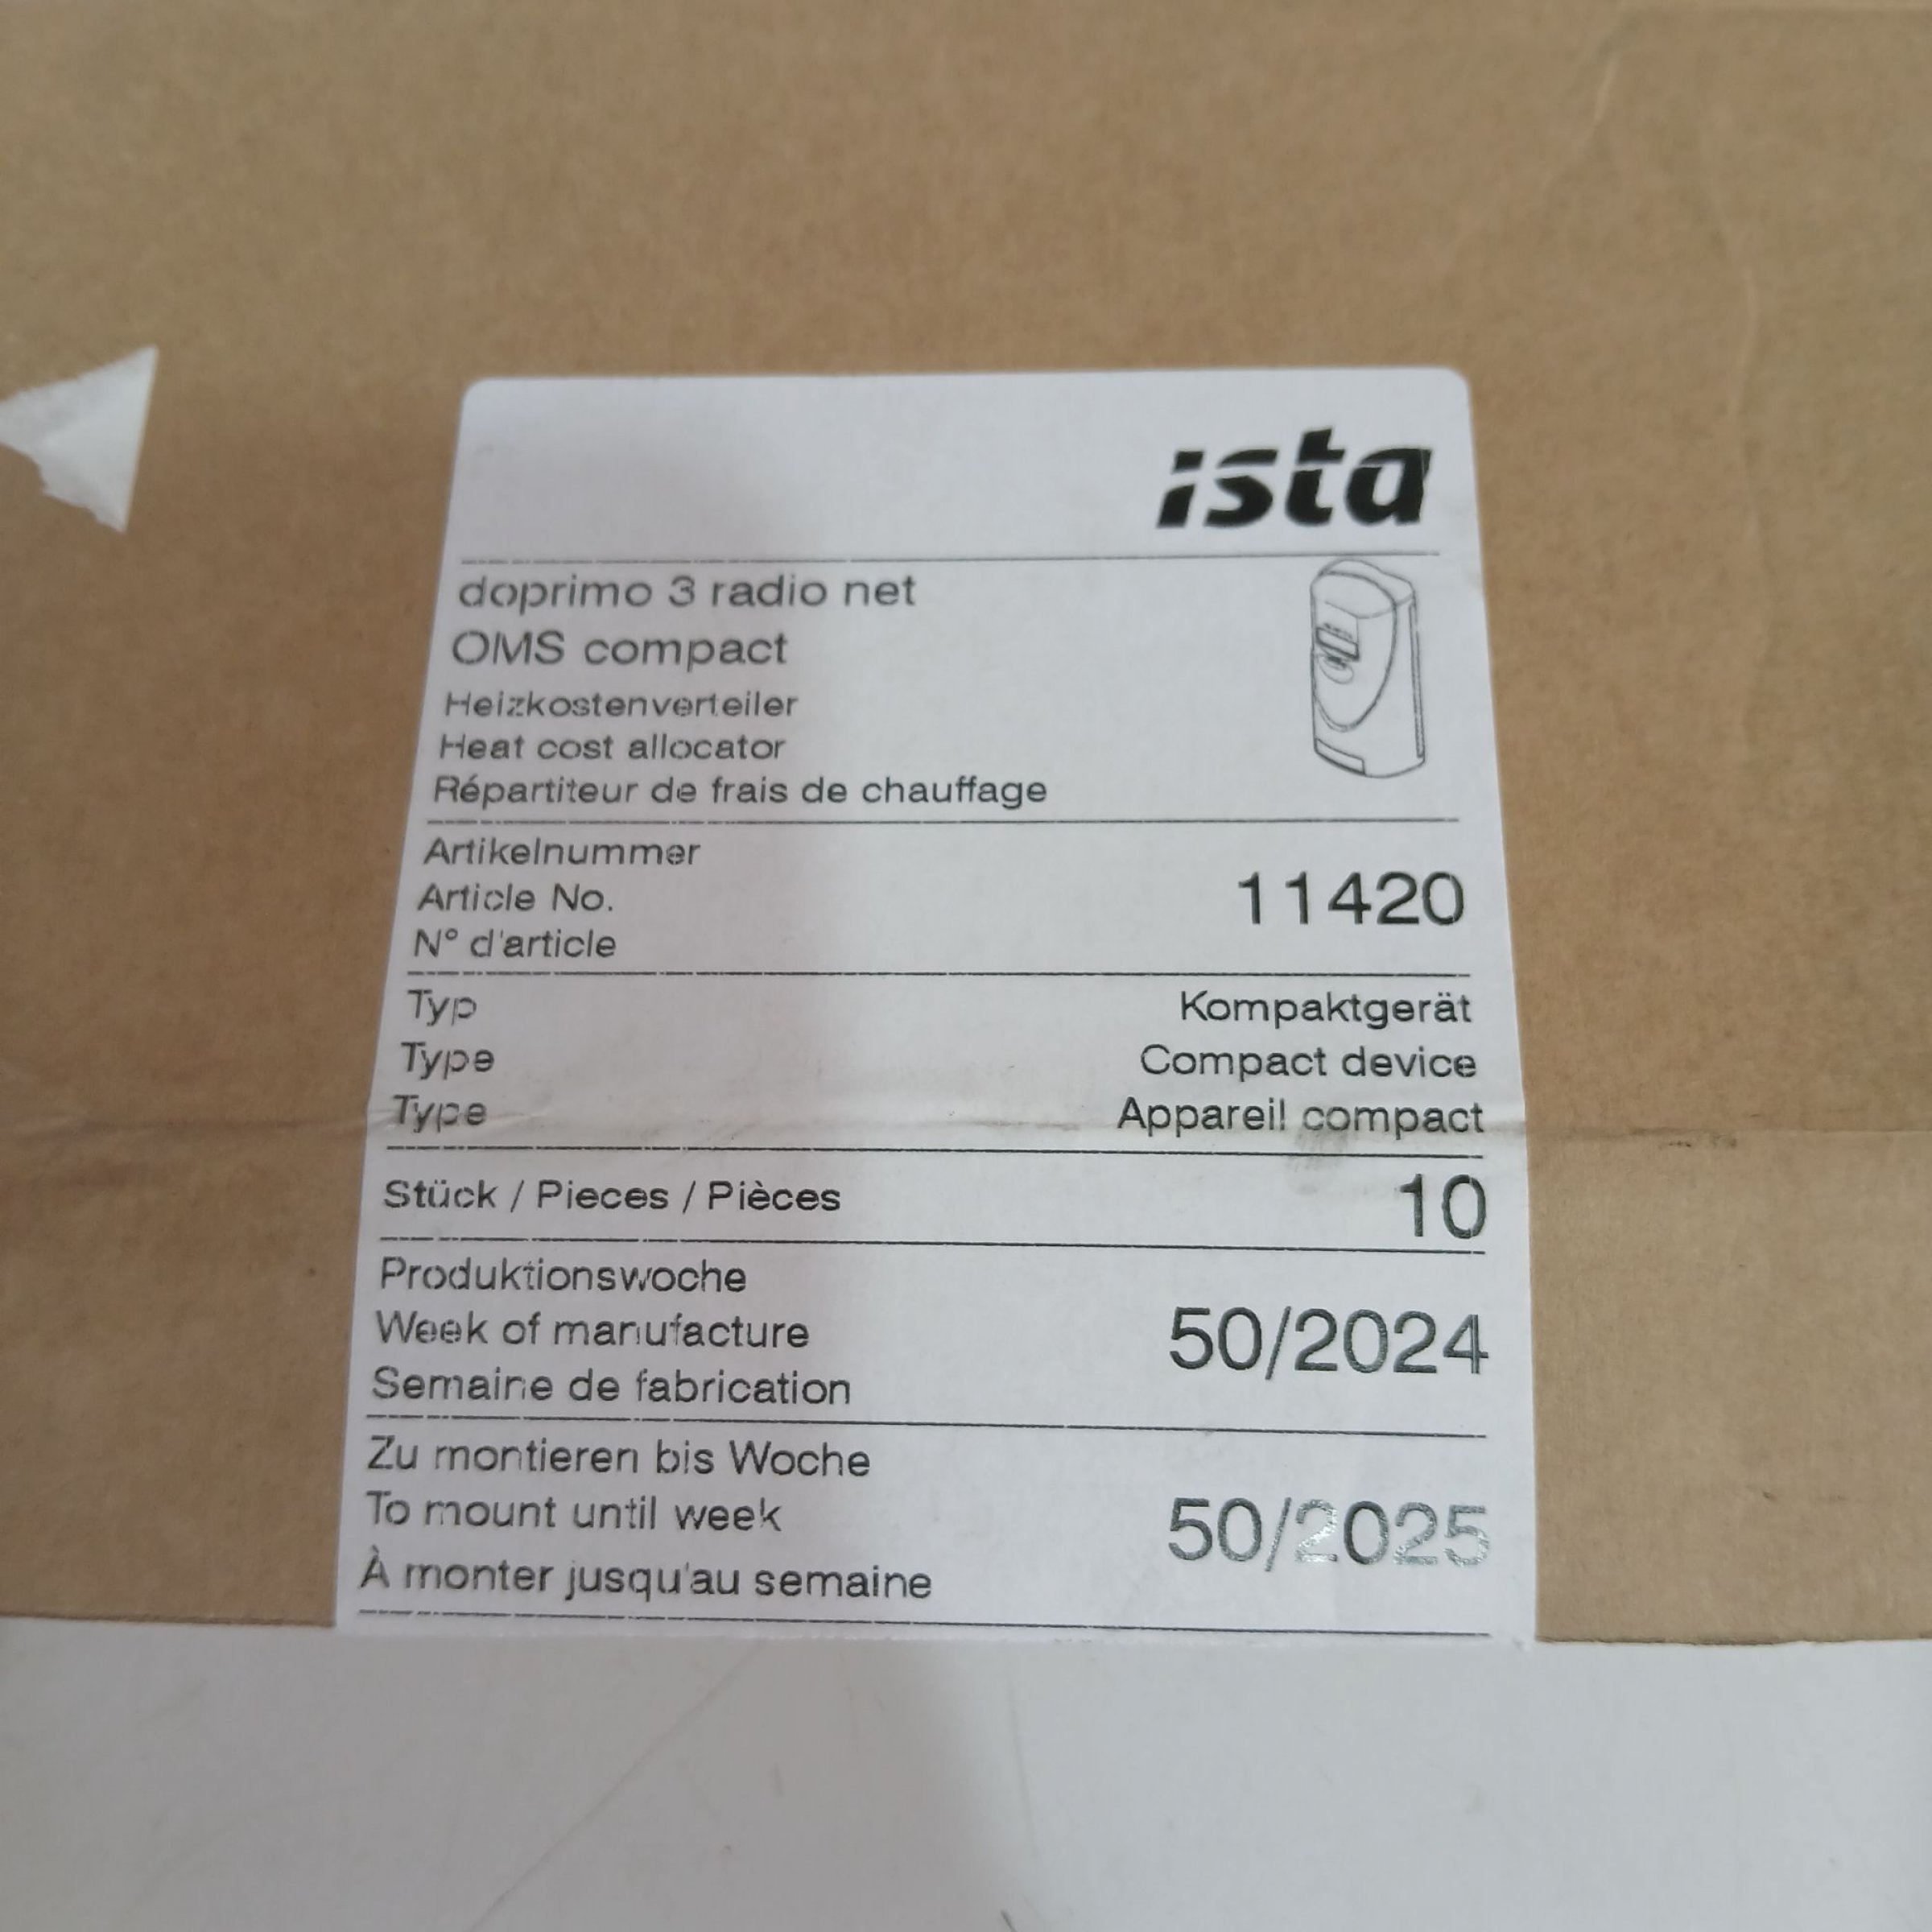 ista
doprimo 3 radio net
OMS compact
Heizkostenverteiler
Heat cost allocator
Répartiteur de frais de chauffage
Artikelnummer
Article No.
N° d'article
11420
Typ Kompaktgerät
Type Compact device
Type Appareil compact
Stück / Pieces / Pièces 10
Produktionswoche
Week of manufacture
Semaine de fabrication
50/2024
Zu montieren bis Woche
To mount until week
À monter jusqu'au semaine
50/2025